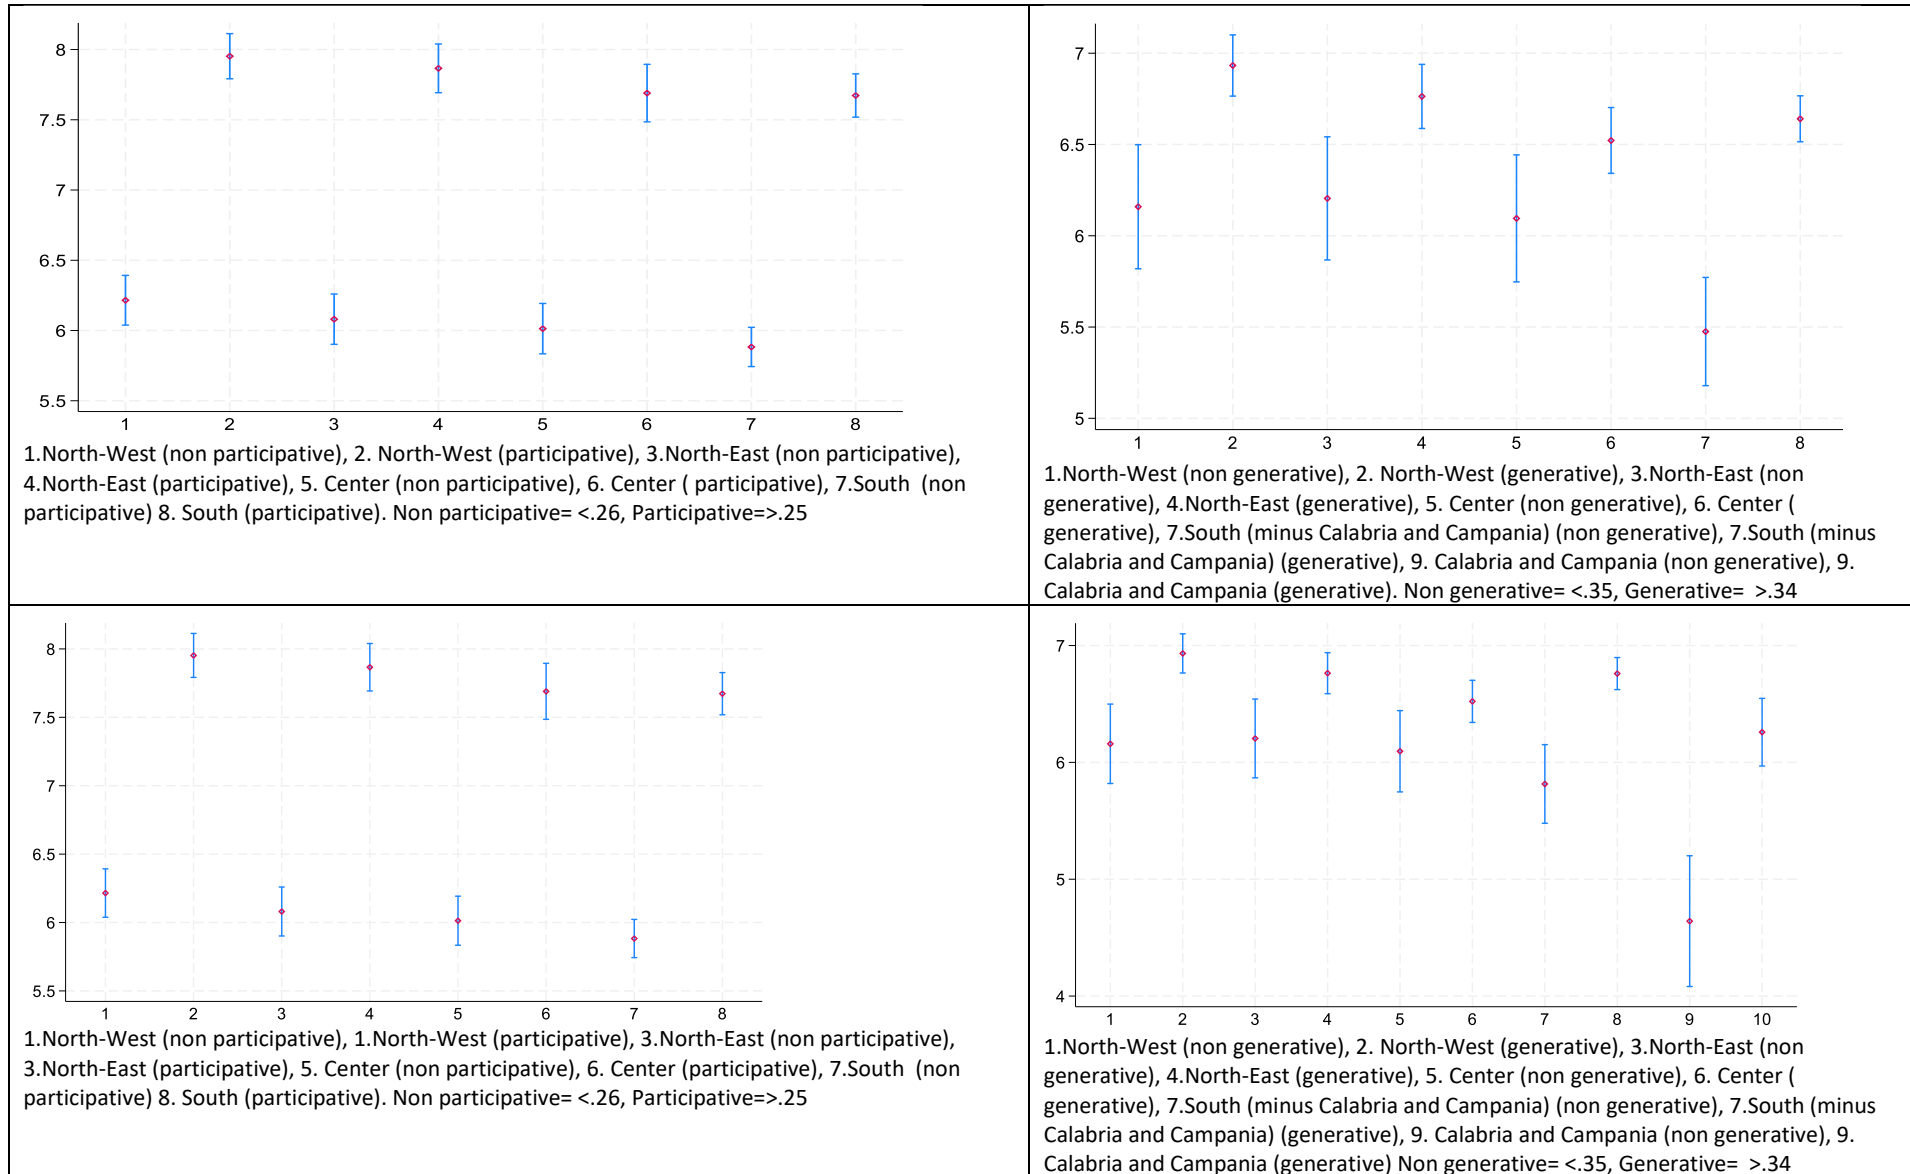 8
7.5
7
6.5
6
5.5
1 2 3 4 5 6 7 8
1.North-West (non participative), 2. North-West (participative), 3.North-East (non participative),
4.North-East (participative), 5. Center (non participative), 6. Center ( participative), 7.South (non
participative) 8. South (participative). Non participative= <.26, Participative=>.25
7
6.5
6
5.5
5
1 2 3 4 5 6 7 8
1.North-West (non generative), 2. North-West (generative), 3.North-East (non
generative), 4.North-East (generative), 5. Center (non generative), 6. Center (
generative), 7.South (minus Calabria and Campania) (non generative), 7.South (minus
Calabria and Campania) (generative), 9. Calabria and Campania (non generative), 9.
Calabria and Campania (generative). Non generative= <.35, Generative= >.34
8
7.5
7
6.5
6
5.5
1 2 3 4 5 6 7 8
1.North-West (non participative), 1.North-West (participative), 3.North-East (non participative),
3.North-East (participative), 5. Center (non participative), 6. Center (participative), 7.South (non
participative) 8. South (participative). Non participative= <.26, Participative=>.25
7
6
5
4
1 2 3 4 5 6 7 8 9 10
1.North-West (non generative), 2. North-West (generative), 3.North-East (non
generative), 4.North-East (generative), 5. Center (non generative), 6. Center (
generative), 7.South (minus Calabria and Campania) (non generative), 7.South (minus
Calabria and Campania) (generative), 9. Calabria and Campania (non generative), 9.
Calabria and Campania (generative) Non generative= <.35, Generative= >.34